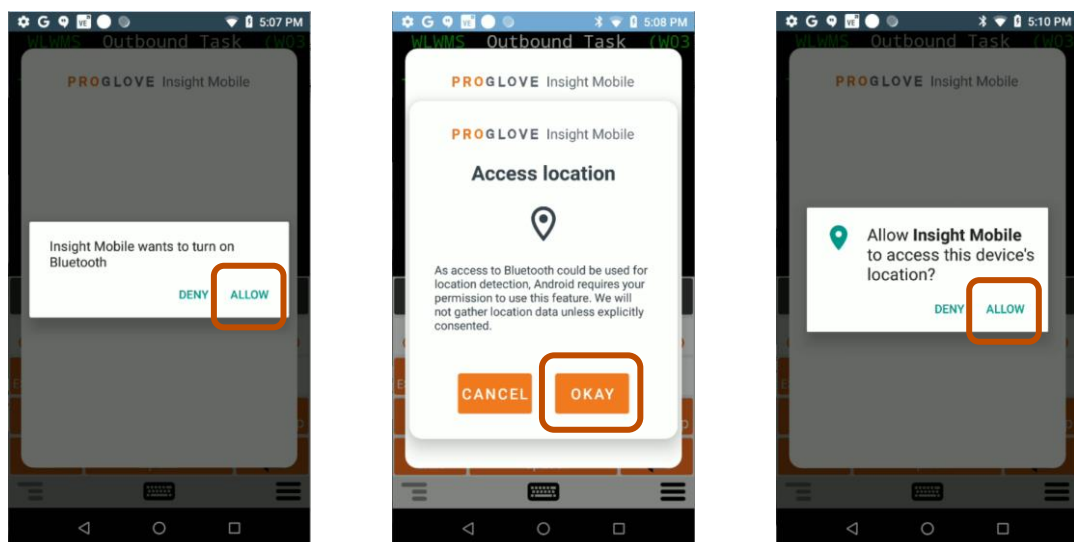 5:07 PM
WLWMS Outbound Task (W03
PROGLOVE Insight Mobile
Insight Mobile wants to turn on
Bluetooth
DENY ALLOW
5:08 PM
WLWMS Outbound Task (W03
PROGLOVE Insight Mobile
PROGLOVE Insight Mobile
Access location
As access to Bluetooth could be used for
location detection, Android requires your
permission to use this feature. We will
not gather location data unless explicitly
consented.
CANCEL OKAY
5:10 PM
WLWMS Outbound Task (W03
PROGLOVE Insight Mobile
Allow Insight Mobile
to access this device's
location?
DENY ALLOW